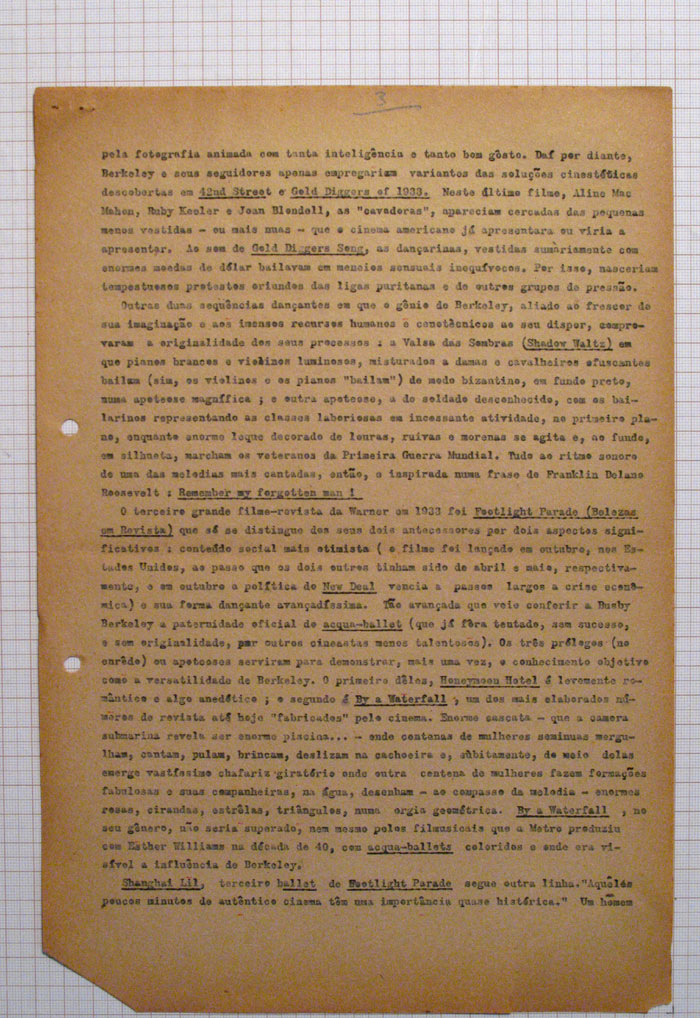 3
pela fotografia animada com tanta inteligência e tanto bom gôsto. Daí por diante,
Berkeley e seus seguidores apenas empregariam variantes das soluções cinestéticas
descobertas em 42nd Street e Gold Diggers of 1933. Neste último filme, Aline Mac
Mahon, Ruby Keeler e Joan Blondell, as "cavadoras", apareciam cercadas das pequenas
menos vestidas - ou mais nuas - que o cinema americano já apresentara ou viria a
apresentar. Ao som de Gold Diggers Song, as dançarinas, vestidas sumàriamente com
enormes moedas de dólar bailavam em meneios sensuais inequívocos. Por isso, nasceriam
tempestuosos protestos oriundos das ligas puritanas e de outros grupos de pressão.
Outras duas sequências dançantes em que o gênio de Berkeley, aliado ao frescor de
sua imaginação e aos imensos recursos humanos e cenotécnicos ao seu dispor, compro-
varam a originalidade dos seus processos : a Valsa das Sombras (Shadow Waltz) em
que pianos brancos e violinos luminosos, misturados a damas e cavalheiros ofuscantes
bailam (sim, os violinos e os pianos "bailam") de modo bizantino, em fundo preto,
numa apoteose magnífica ; e outra apoteose, a do soldado desconhecido, com os bai-
larinos representando as classes laboriosas em incessante atividade, no primeiro pla-
no, enquanto enorme leque decorado de louras, ruivas e morenas se agita e, ao fundo,
em silhueta, marcham os veteranos da Primeira Guerra Mundial. Tudo ao ritmo sonoro
de uma das melodias mais cantadas, então, e inspirada numa frase de Franklin Delano
Roosevelt : Remember my forgotten man !
O terceiro grande filme-revista da Warner em 1933 foi Footlight Parade (Belezas
em Revista) que só se distingue dos seus dois antecessores por dois aspectos signi-
ficativos : conteúdo social mais otimista ( o filme foi lançado em outubro, nos Es-
tados Unidos, ao passo que os dois outros tinham sido de abril e maio, respectiva-
mente, e em outubro a política do New Deal vencia a passos largos a crise econô-
mica) e sua forma dançante avançadíssima. Tão avançada que veio conferir a Busby
Berkeley a paternidade oficial do acqua-ballet (que já fôra tentado, sem sucesso,
e sem originalidade, por outros cineastas menos talentosos). Os três prólogos (no
enrêdo) ou apoteoses serviram para demonstrar, mais uma vez, o conhecimento objetivo
como a versatilidade de Berkeley. O primeiro dêles, Honeymoon Hotel é levemente ro-
mântico e algo anedótico ; o segundo é By a Waterfall , um dos mais elaborados nú-
meros de revista até hoje "fabricados" pelo cinema. Enorme cascata - que a camera
submarina revela ser enorme piscina... - onde centenas de mulheres seminuas mergu-
lham, cantam, pulam, brincam, deslizam na cachoeira e, sùbitamente, do meio delas
emerge vastíssimo chafariz giratório onde outra centena de mulheres fazem formações
fabulosas e suas companheiras, na água, desenham - ao compasso da melodia - enormes
rosas, cirandas, estrêlas, triângulos, numa orgia geométrica. By a Waterfall , no
seu gênero, não seria superado, nem mesmo pelos filmusicais que a Metro produziu
com Esther Williams na década de 40, com acqua-ballets coloridos e onde era vi-
sível a influência de Berkeley.
Shanghai Lil, terceiro ballet de Footlight Parade segue outra linha."Aquêles
poucos minutos de autêntico cinema têm uma importância quase histórica." Um homem